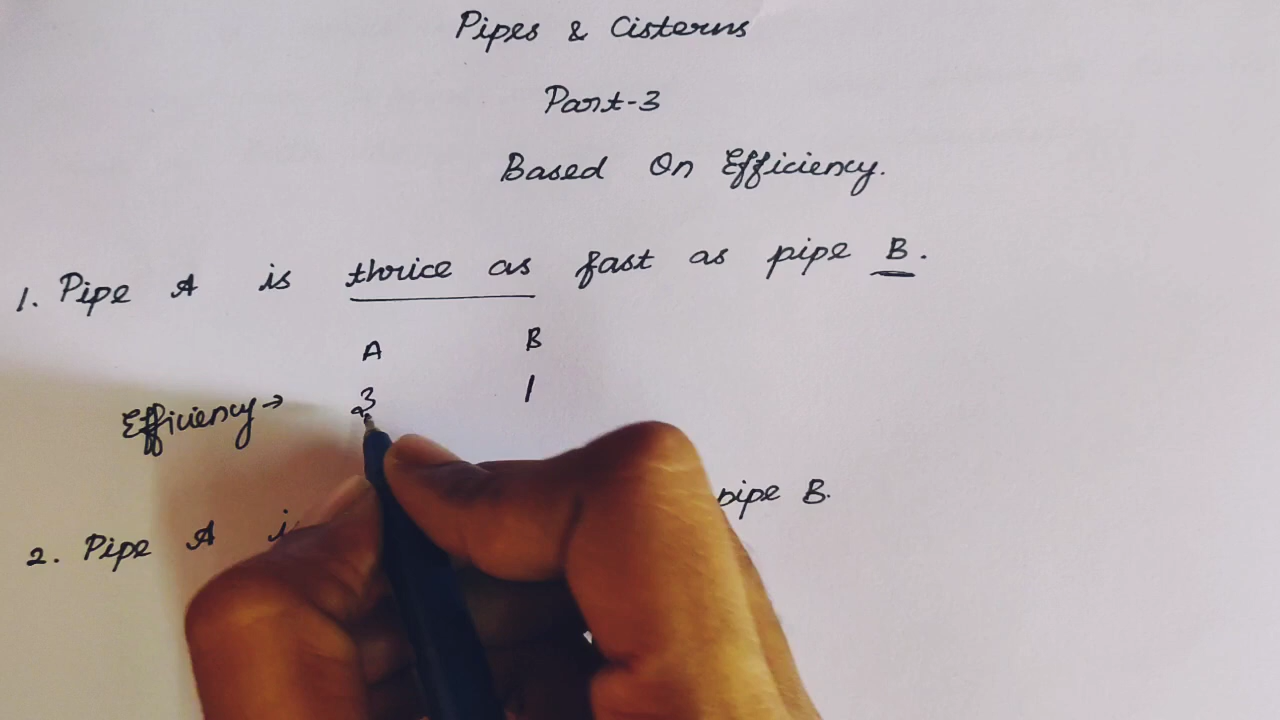 Pipes & Cisterns
Part-3
Based On Efficiency.
1. Pipe A is thrice as fast as pipe B.
A B
Efficiency→ 3 1
2. Pipe A pipe B.